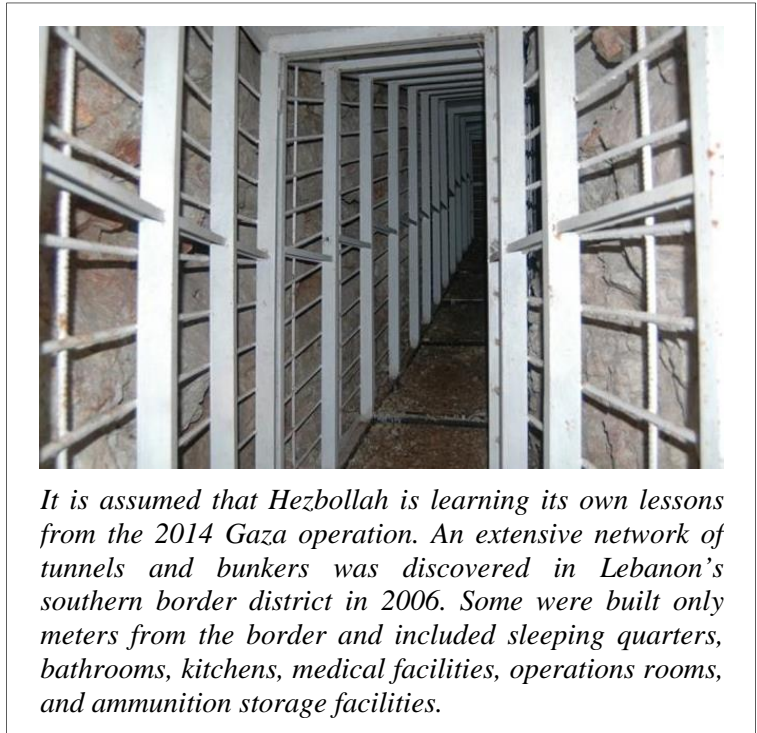 It is assumed that Hezbollah is learning its own lessons
from the 2014 Gaza operation. An extensive network of
tunnels and bunkers was discovered in Lebanon’s
southern border district in 2006. Some were built only
meters from the border and included sleeping quarters,
bathrooms, kitchens, medical facilities, operations rooms,
and ammunition storage facilities.